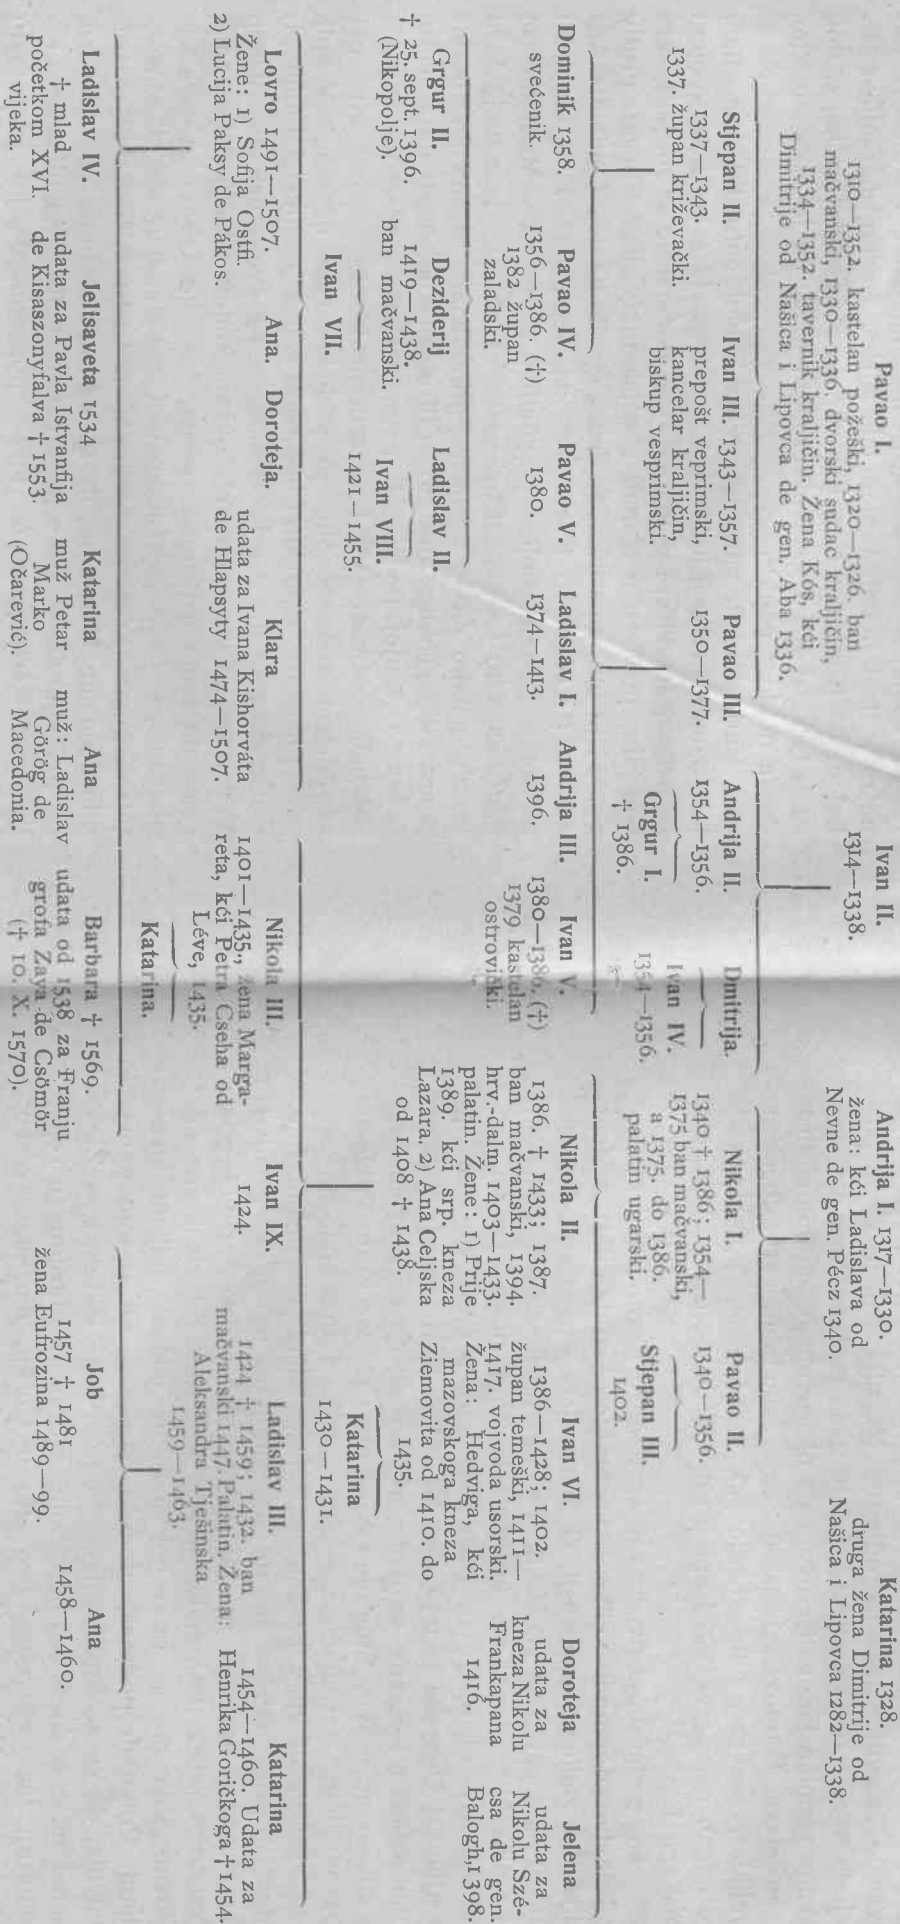 Pavao I.
1310—1352. kastelan požeški, 1320—1326. ban
mačvanski, 1330—1336. dvorski sudac kraljičin,
1334—1352. tavernik kraljičin. Žena Kós, kći
Dimitrije od Našica i Lipovca de gen. Aba 1336.
Ivan II.
1314—1338.
Andrija I. 1317—1330.
žena: kći Ladislava od
Nevne de gen. Pécz 1340.
Katarina 1328.
druga žena Dimitrije od
Našica i Lipovca 1282—1338.
Stjepan II.
1337—1343.
1337. župan križevački.
Ivan III. 1343—1357.
prepošt veprimski,
kancelar kraljičin,
biskup vesprimski.
Pavao III.
1350—1377.
Andrija II.
1354—1356.
Grgur I.
† 1386.
Dmitrija.
Ivan IV.
1354—1356.
Nikola I.
1340 † 1386; 1354—
1375 ban mačvanski,
a 1375. do 1386.
palatin ugarski.
Pavao II.
1340—1356.
Stjepan III.
1402.
Dominik 1358.
svećenik.
Pavao IV.
1356—1386. (†)
1382 župan
zaladski.
Pavao V.
1380.
Ladislav I.
1374—1413.
Andrija III.
1396.
Ivan V.
1380—1386. (†)
1379 kastelan
ostrovički.
Nikola II.
1386. † 1433; 1387.
ban mačvanski, 1394.
hrv.-dalm. 1403—1433.
palatin. Žene: 1) Prije
1389. kći srp. kneza
Lazara. 2) Ana Celjska
od 1408 † 1438.
Ivan VI.
1386—1428; 1402.
župan temeški, 1411—
1417. vojvoda usorski.
Žena: Hedviga, kći
mazovskoga kneza
Ziemovita od 1410. do
1435.
Katarina
1430—1431.
Doroteja
udata za
kneza Nikolu
Frankapana
1416.
Jelena
udata za
Nikolu Szé-
csa de gen.
Balogh,1398.
Grgur II.
† 25. sept. 1396.
(Nikopolje).
Deziderij
1419—1438.
ban mačvanski.
Ivan VII.
Ladislav II.
Ivan VIII.
1421—1455.
Lovro 1491—1507.
Žene: 1) Sofija Ostfi.
2) Lucija Paksy de Pákos.
Ana.
Doroteja.
Klara
udata za Ivana Kishorváta
de Hlapsyty 1474—1507.
Nikola III.
1401—1435., žena Marga-
reta, kći Petra Cseha od
Léve, 1435.
Katarina.
Ivan IX.
1424.
Ladislav III.
1424 † 1459; 1432. ban
mačvanski 1447. Palatin. Žena:
Aleksandra Tješinska
1459—1463.
Katarina
1454—1460. Udata za
Henrika Goričkoga † 1454.
Ladislav IV.
† mlad
početkom XVI.
vijeka.
Jelisaveta 1534
udata za Pavla Istvanfija
de Kisaszonyfalva † 1553.
Katarina
muž Petar
Marko
(Očarević).
Ana
muž: Ladislav
Görög de
Macedonia.
Barbara † 1569.
udata od 1538 za Franju
grofa Zaya de Csömör
(† 10. X. 1570).
Job
1457 † 1481
žena Eufrozina 1489—99.
Ana
1458—1460.